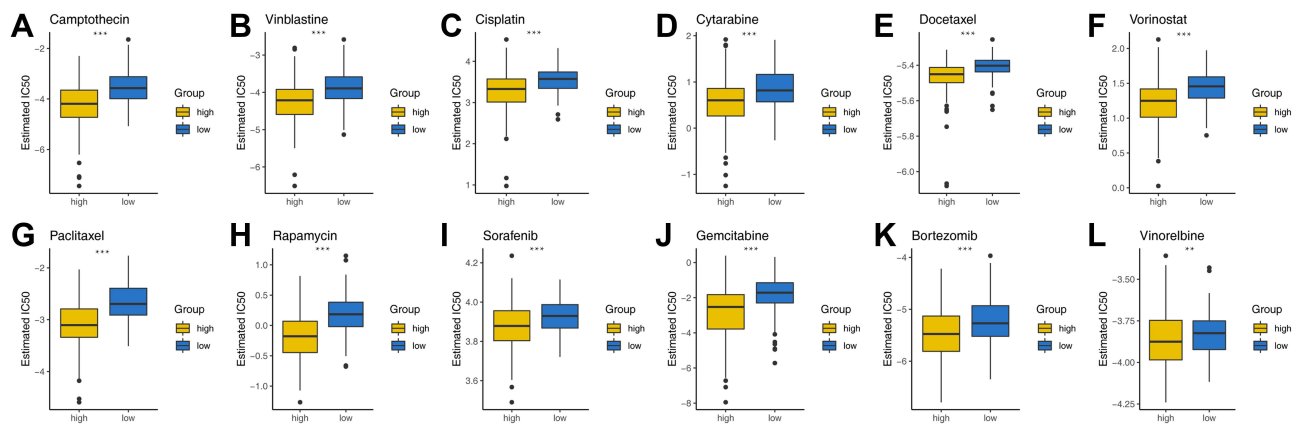 A Camptothecin
***
Estimated IC50
−2
−4
−6
high low
Group
high
low
B Vinblastine
***
Estimated IC50
−3
−4
−5
−6
high low
Group
high
low
C Cisplatin
***
Estimated IC50
4
3
2
1
high low
Group
high
low
D Cytarabine
***
Estimated IC50
2
1
0
−1
high low
Group
high
low
E Docetaxel
***
Estimated IC50
−5.4
−5.6
−5.8
−6.0
high low
Group
high
low
F Vorinostat
***
Estimated IC50
2.0
1.5
1.0
0.5
0.0
high low
Group
high
low
G Paclitaxel
***
Estimated IC50
−2
−3
−4
high low
Group
high
low
H Rapamycin
***
Estimated IC50
1.0
0.5
0.0
−0.5
−1.0
high low
Group
high
low
I Sorafenib
***
Estimated IC50
4.2
4.0
3.8
3.6
high low
Group
high
low
J Gemcitabine
***
Estimated IC50
0
−2
−4
−6
−8
high low
Group
high
low
K Bortezomib
***
Estimated IC50
−4
−5
−6
high low
Group
high
low
L Vinorelbine
**
Estimated IC50
−3.50
−3.75
−4.00
−4.25
high low
Group
high
low